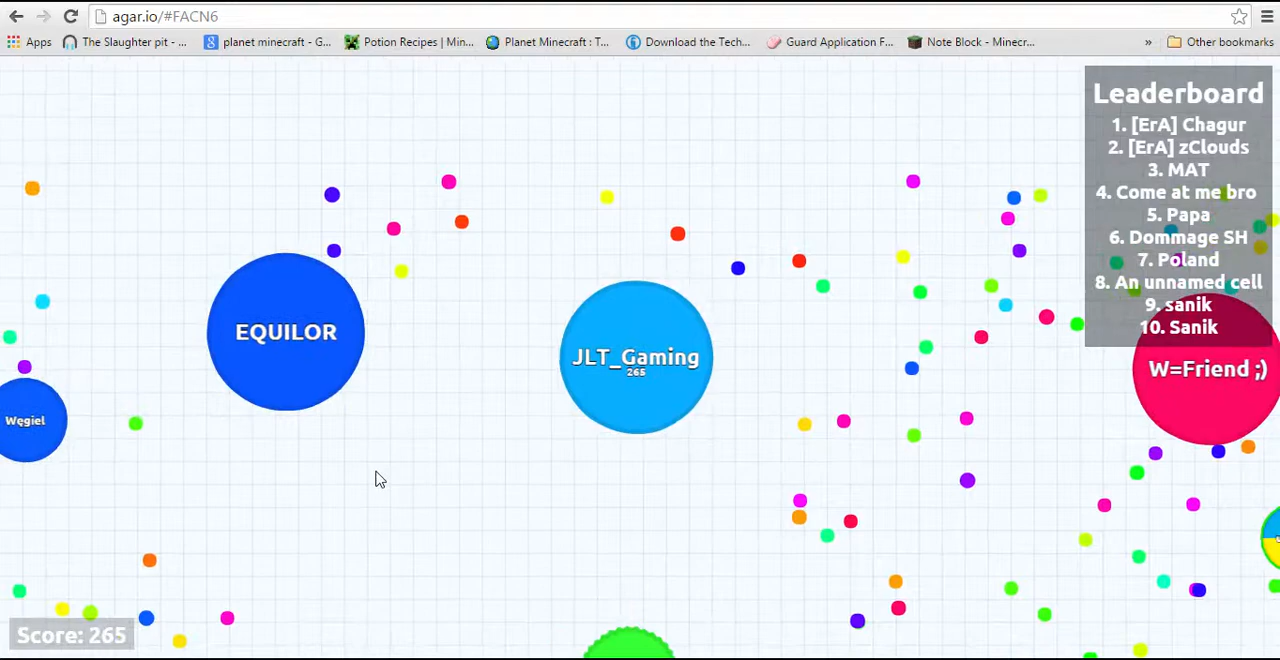 agar.io/#FACN6
Apps The Slaughter pit - ... planet minecraft - G... Potion Recipes | Min... Planet Minecraft : T... Download the Tech... Guard Application F... Note Block - Minecr... » Other bookmarks
Leaderboard
1. [ErA] Chagur
2. [ErA] zClouds
3. MAT
4. Come at me bro
5. Papa
6. Dommage SH
7. Poland
8. An unnamed cell
9. sanik
10. Sanik
EQUILOR
JLT_Gaming
265
W=Friend ;)
Węgiel
Score: 265